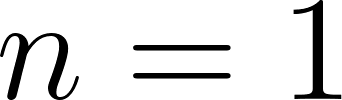 n = 1